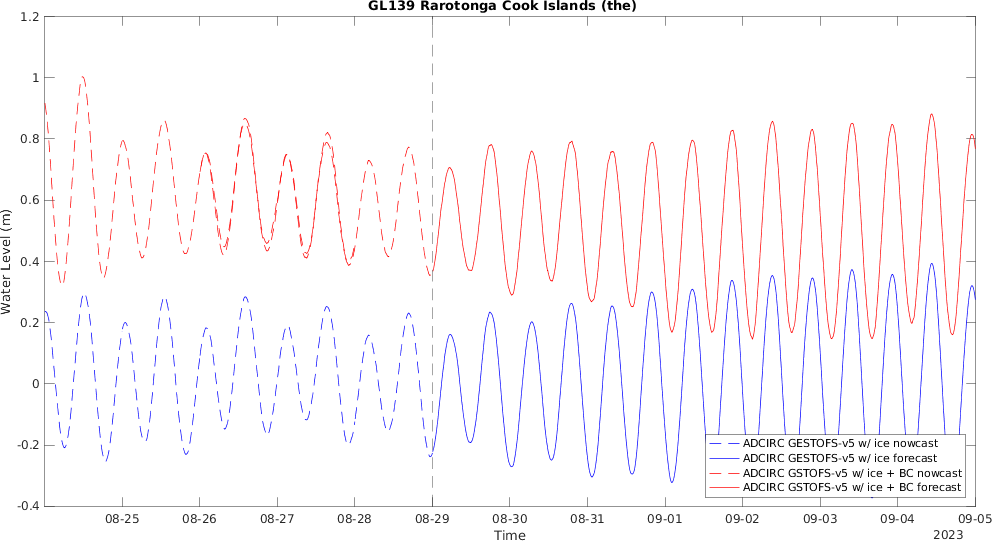 GL139 Rarotonga Cook Islands (the)
Water Level (m)
1.2
1
0.8
0.6
0.4
0.2
0
-0.2
-0.4
ADCIRC GESTOFS-v5 w/ ice nowcast
ADCIRC GESTOFS-v5 w/ ice forecast
ADCIRC GSTOFS-v5 w/ ice + BC nowcast
ADCIRC GSTOFS-v5 w/ ice + BC forecast
08-25 08-26 08-27 08-28 08-29 08-30 08-31 09-01 09-02 09-03 09-04 09-05
Time
2023